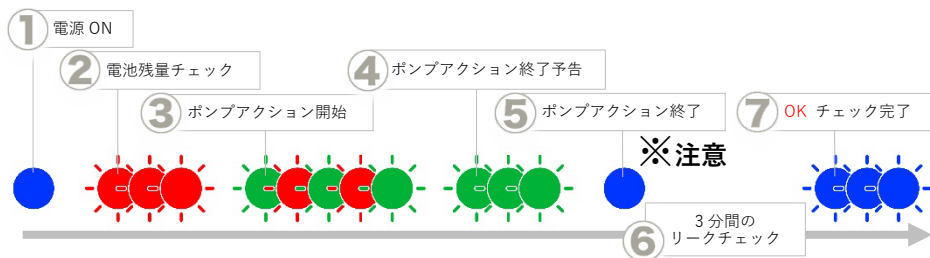 ① 電源 ON
② 電池残量チェック
③ ポンプアクション開始
④ ポンプアクション終了予告
⑤ ポンプアクション終了
※注意
⑥ 3 分間の
リークチェック
⑦ OK チェック完了